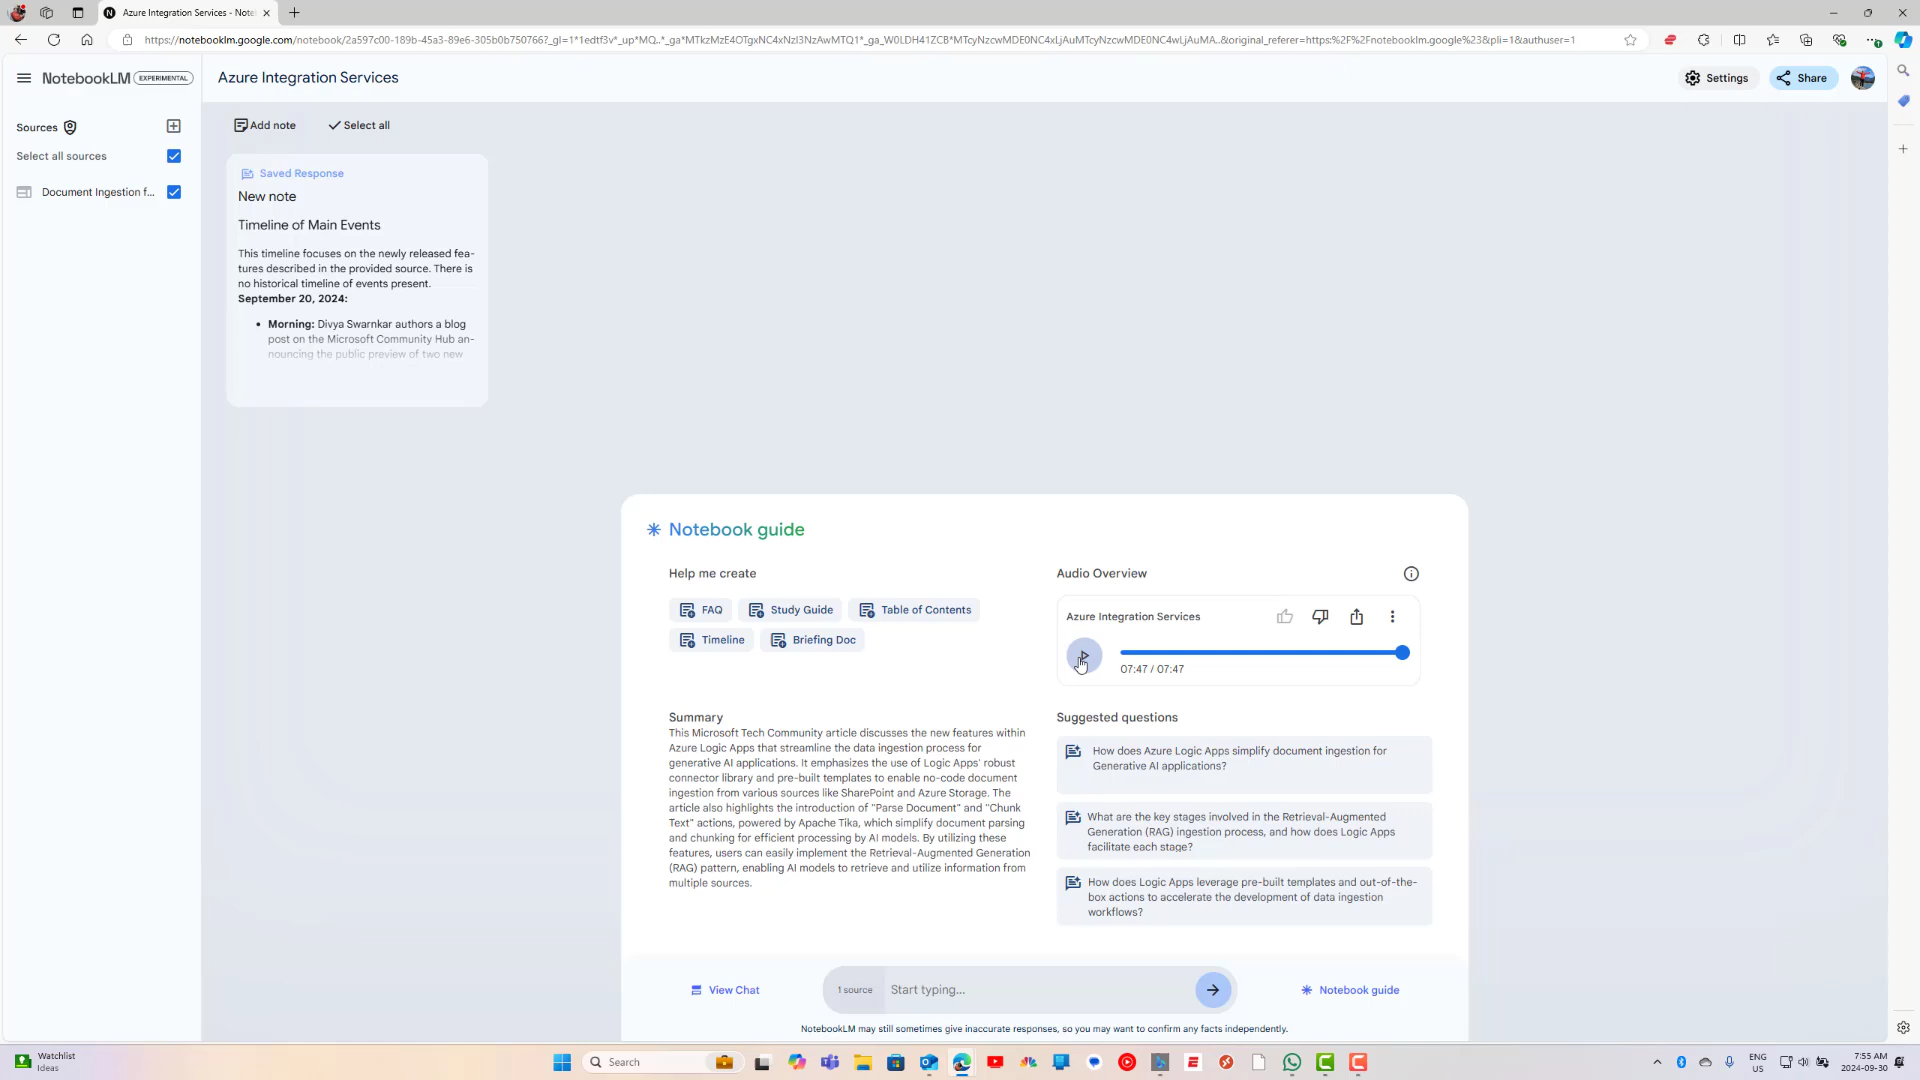 Azure Integration Services - Note
https://notebooklm.google.com/notebook/2a597c00-189b-45a3-89e6-305b0b750766?_gl=1*1edtf3v*_up*MQ..*_ga*MTkzMzE4OTgxNC4xNzI3NzAwMTQ1*_ga_W0LDH41ZCB*MTcyNzcwMDE0NC4xLjAuMTcyNzcwMDE0NC4wLjAuMA..&original_referer=https:%2F%2Fnotebooklm.google%23&pli=1&authuser=1
NotebookLM EXPERIMENTAL
Azure Integration Services
Settings
Share
Sources
Select all sources
Document Ingestion f...
Add note
Select all
Saved Response
New note
Timeline of Main Events
This timeline focuses on the newly released fea-
tures described in the provided source. There is
no historical timeline of events present.
September 20, 2024:
• Morning: Divya Swarnkar authors a blog
post on the Microsoft Community Hub an-
nouncing the public preview of two new
Notebook guide
Help me create
FAQ
Study Guide
Table of Contents
Timeline
Briefing Doc
Audio Overview
Azure Integration Services
07:47 / 07:47
Summary
This Microsoft Tech Community article discusses the new features within
Azure Logic Apps that streamline the data ingestion process for
generative AI applications. It emphasizes the use of Logic Apps' robust
connector library and pre-built templates to enable no-code document
ingestion from various sources like SharePoint and Azure Storage. The
article also highlights the introduction of "Parse Document" and "Chunk
Text" actions, powered by Apache Tika, which simplify document parsing
and chunking for efficient processing by AI models. By utilizing these
features, users can easily implement the Retrieval-Augmented Generation
(RAG) pattern, enabling AI models to retrieve and utilize information from
multiple sources.
Suggested questions
How does Azure Logic Apps simplify document ingestion for
Generative AI applications?
What are the key stages involved in the Retrieval-Augmented
Generation (RAG) ingestion process, and how does Logic Apps
facilitate each stage?
How does Logic Apps leverage pre-built templates and out-of-the-
box actions to accelerate the development of data ingestion
workflows?
View Chat
1 source
Start typing...
Notebook guide
NotebookLM may still sometimes give inaccurate responses, so you may want to confirm any facts independently.
Watchlist
Ideas
Search
ENG
US
7:55 AM
2024-09-30